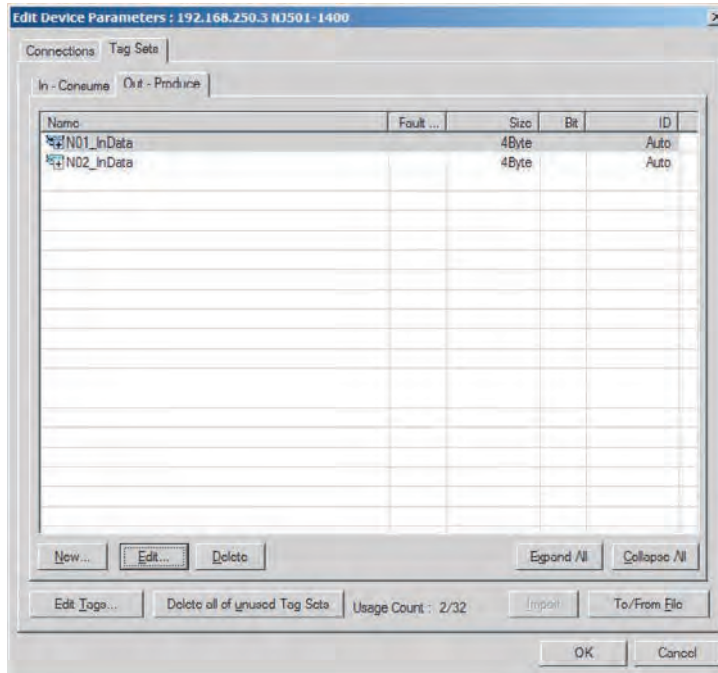 Edit Device Parameters : 192.168.250.3 NJ501-1400
Connections Tag Sets
In - Consume Out - Produce
Name Fault ... Size Bit ID
N01_InData 4Byte Auto
N02_InData 4Byte Auto
New... Edit... Delete Expand All Collapse All
Edit Tags... Delete all of unused Tag Sets Usage Count : 2/32 Import To/From File
OK Cancel